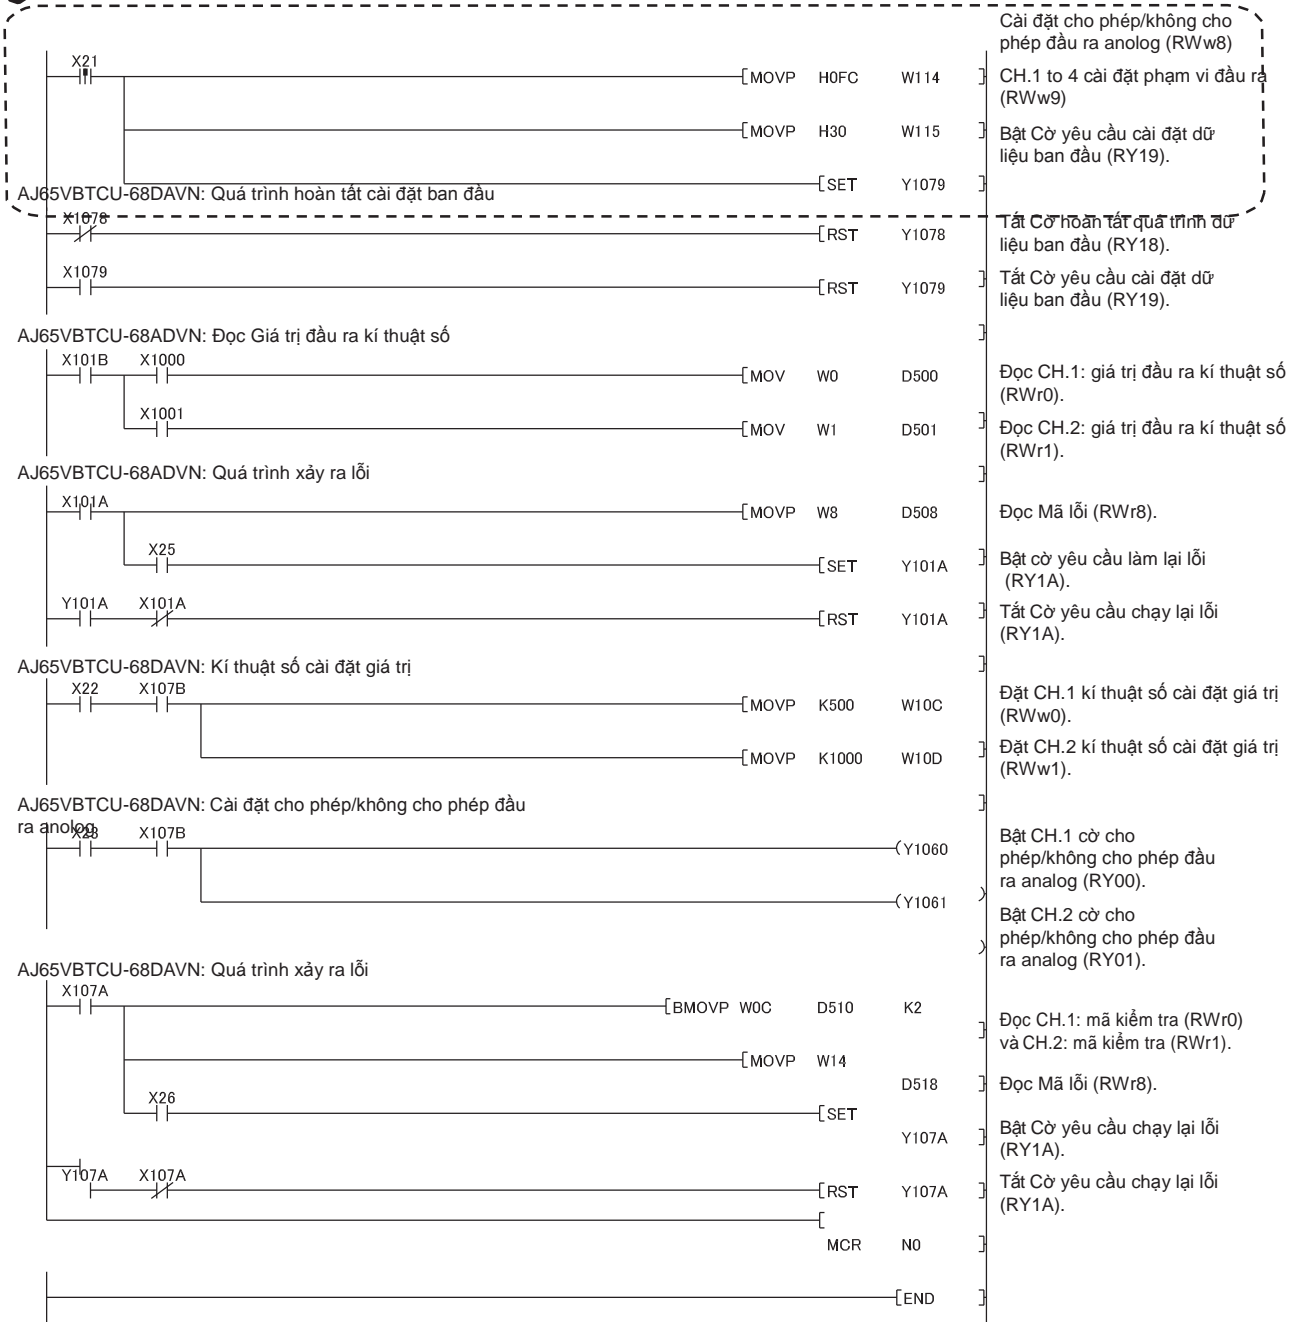 Cài đặt cho phép/không cho
phép đầu ra anolog (RWw8)
X21
MOVP H0FC W114
CH.1 to 4 cài đặt phạm vi đầu ra
(RWw9)
MOVP H30 W115
Bật Cờ yêu cầu cài đặt dữ
liệu ban đầu (RY19).
SET Y1079
AJ65VBTCU-68DAVN: Quá trình hoàn tất cài đặt ban đầu
X1078
RST Y1078
Tắt Cờ hoàn tất quá trình dữ
liệu ban đầu (RY18).
X1079
RST Y1079
Tắt Cờ yêu cầu cài đặt dữ
liệu ban đầu (RY19).
AJ65VBTCU-68ADVN: Đọc Giá trị đầu ra kí thuật số
X101B X1000
MOV W0 D500
Đọc CH.1: giá trị đầu ra kí thuật số
(RWr0).
X1001
MOV W1 D501
Đọc CH.2: giá trị đầu ra kí thuật số
(RWr1).
AJ65VBTCU-68ADVN: Quá trình xảy ra lỗi
X101A
MOVP W8 D508
Đọc Mã lỗi (RWr8).
X25
SET Y101A
Bật cờ yêu cầu làm lại lỗi
(RY1A).
Y101A X101A
RST Y101A
Tắt Cờ yêu cầu chạy lại lỗi
(RY1A).
AJ65VBTCU-68DAVN: Kí thuật số cài đặt giá trị
X22 X107B
MOVP K500 W10C
Đặt CH.1 kí thuật số cài đặt giá trị
(RWw0).
MOVP K1000 W10D
Đặt CH.2 kí thuật số cài đặt giá trị
(RWw1).
AJ65VBTCU-68DAVN: Cài đặt cho phép/không cho phép đầu
ra anolog
X23 X107B
Y1060
Bật CH.1 cờ cho
phép/không cho phép đầu
ra analog (RY00).
Y1061
Bật CH.2 cờ cho
phép/không cho phép đầu
ra analog (RY01).
AJ65VBTCU-68DAVN: Quá trình xảy ra lỗi
X107A
BMOVP W0C D510 K2
Đọc CH.1: mã kiểm tra (RWr0)
và CH.2: mã kiểm tra (RWr1).
MOVP W14
D518
Đọc Mã lỗi (RWr8).
X26
SET
Y107A
Bật Cờ yêu cầu chạy lại lỗi
(RY1A).
Y107A X107A
RST Y107A
Tắt Cờ yêu cầu chạy lại lỗi
(RY1A).
MCR N0
END